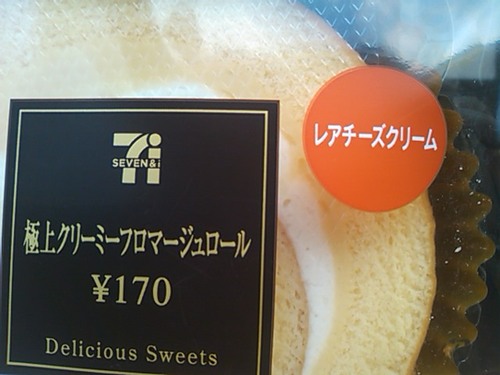 レアチーズクリーム
7i
SEVEN&i
極上クリーミーフロマージュロール
¥170
Delicious Sweets